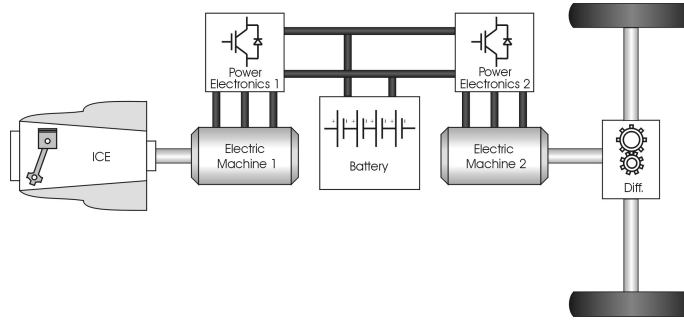 Power
Electronics 1
Power
Electronics 2
ICE
Electric
Machine 1
Battery
Electric
Machine 2
Diff.